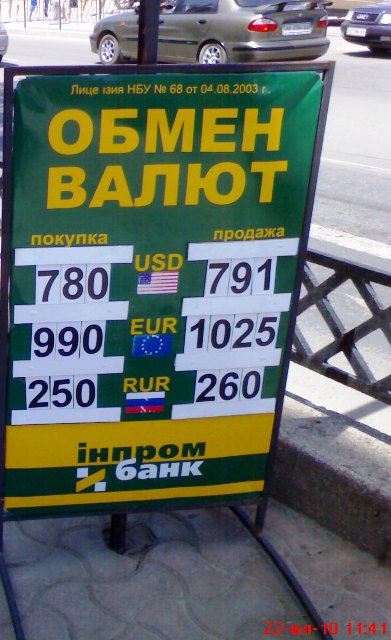 Лице зія НБУ № 68 от 04.08.2003 г.
ОБМЕН
ВАЛЮТ
покупка продажа
780 USD 791
990 EUR 1025
250 RUR 260
інпром
банк
22-июл-10 11:41